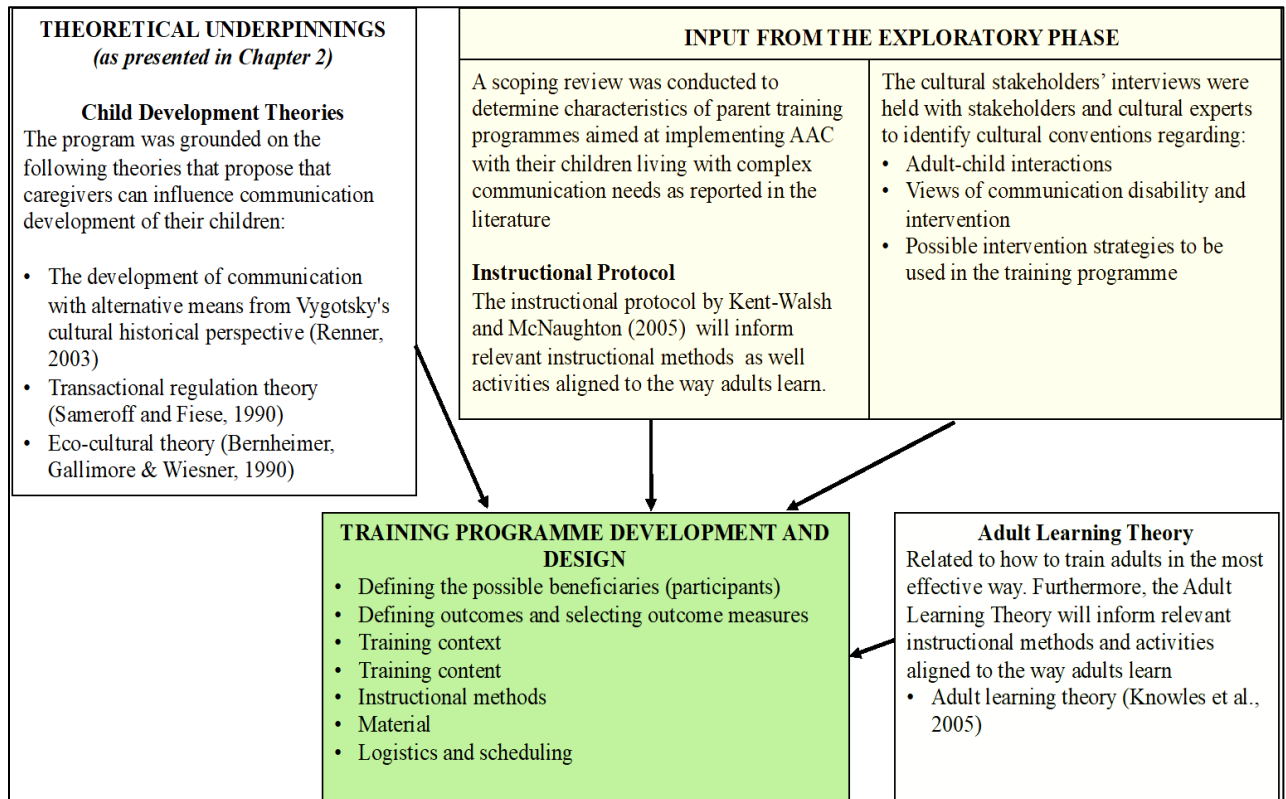 THEORETICAL UNDERPINNINGS
(as presented in Chapter 2)
Child Development Theories
The program was grounded on the
following theories that propose that
caregivers can influence communication
development of their children:
• The development of communication
with alternative means from Vygotsky's
cultural historical perspective (Renner,
2003)
• Transactional regulation theory
(Sameroff and Fiese, 1990)
• Eco-cultural theory (Bernheimer,
Gallimore & Wiesner, 1990)
INPUT FROM THE EXPLORATORY PHASE
A scoping review was conducted to
determine characteristics of parent training
programmes aimed at implementing AAC
with their children living with complex
communication needs as reported in the
literature
Instructional Protocol
The instructional protocol by Kent-Walsh
and McNaughton (2005) will inform
relevant instructional methods as well
activities aligned to the way adults learn.
The cultural stakeholders’ interviews were
held with stakeholders and cultural experts
to identify cultural conventions regarding:
• Adult-child interactions
• Views of communication disability and
intervention
• Possible intervention strategies to be
used in the training programme
TRAINING PROGRAMME DEVELOPMENT AND
DESIGN
• Defining the possible beneficiaries (participants)
• Defining outcomes and selecting outcome measures
• Training context
• Training content
• Instructional methods
• Material
• Logistics and scheduling
Adult Learning Theory
Related to how to train adults in the most
effective way. Furthermore, the Adult
Learning Theory will inform relevant
instructional methods and activities
aligned to the way adults learn
• Adult learning theory (Knowles et al.,
2005)